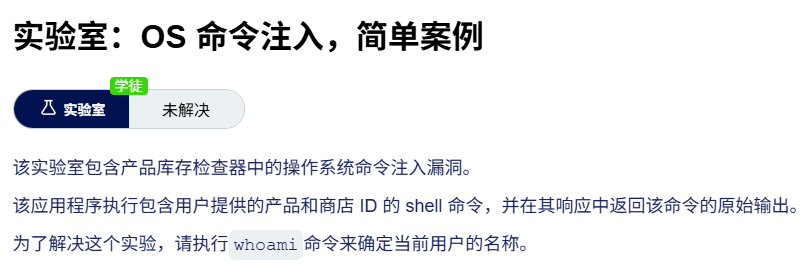 实验室：OS 命令注入，简单案例
学徒
实验室 未解决
该实验室包含产品库存检查器中的操作系统命令注入漏洞。
该应用程序执行包含用户提供的产品和商店 ID 的 shell 命令，并在其响应中返回该命令的原始输出。
为了解决这个实验，请执行 whoami 命令来确定当前用户的名称。